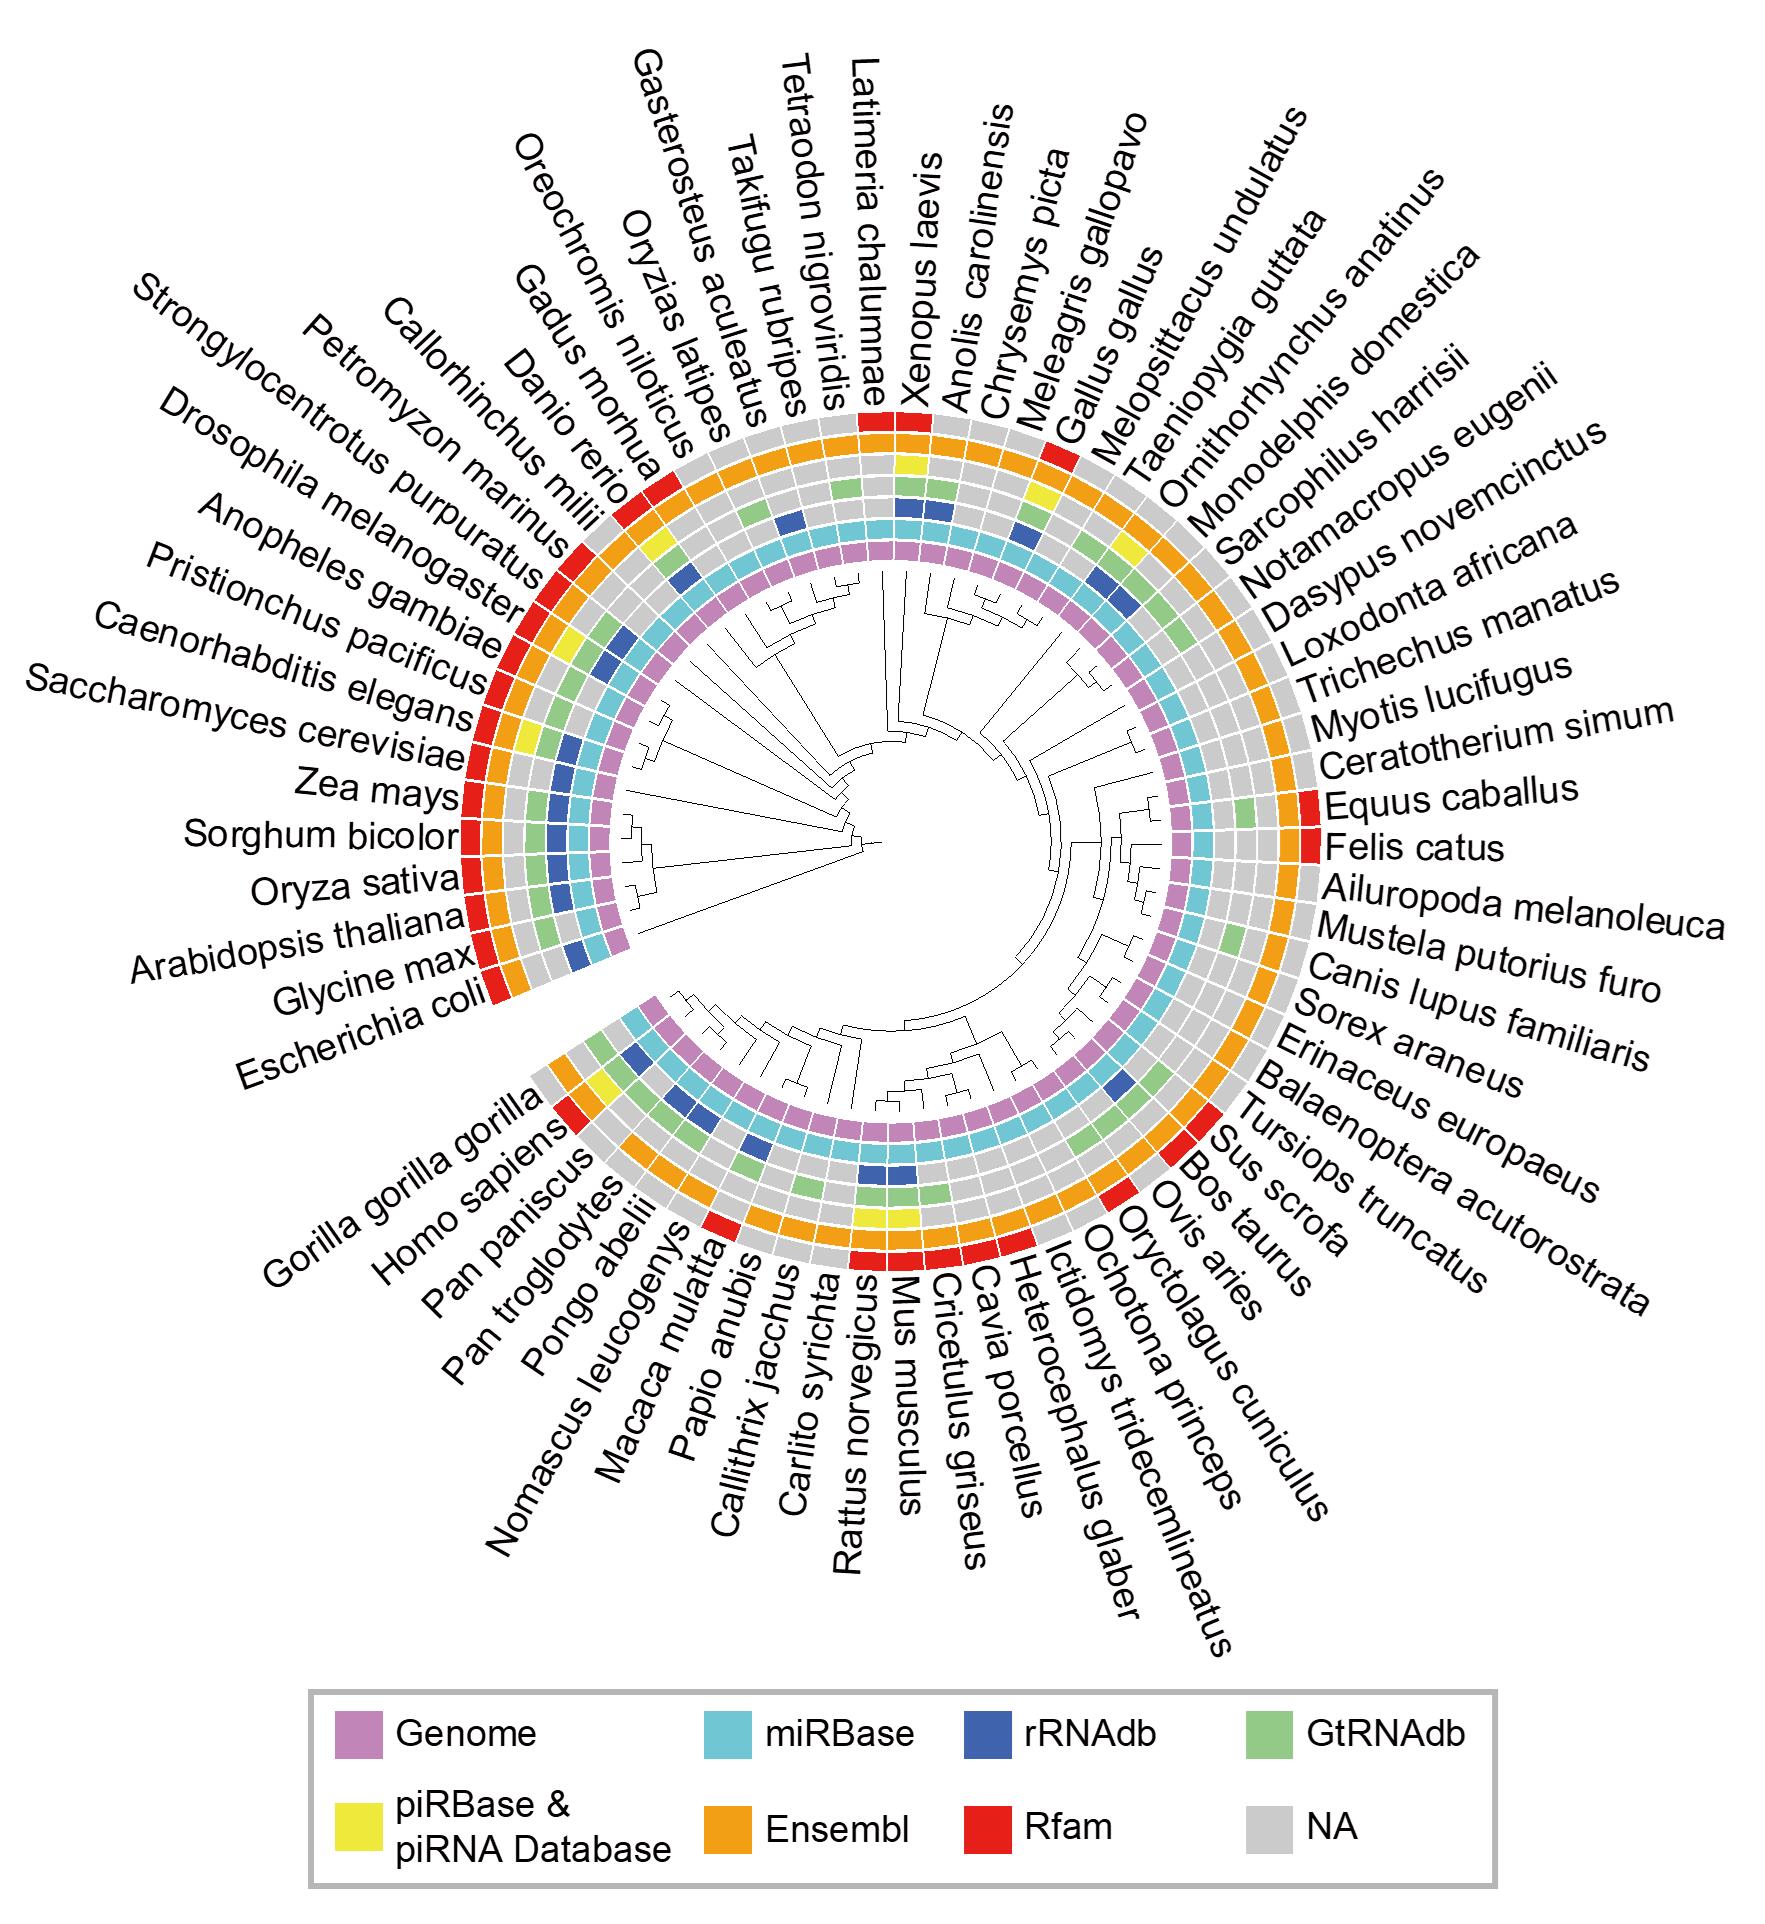 Escherichia coli
Glycine max
Arabidopsis thaliana
Oryza sativa
Sorghum bicolor
Zea mays
Saccharomyces cerevisiae
Caenorhabditis elegans
Pristionchus pacificus
Anopheles gambiae
Drosophila melanogaster
Strongylocentrotus purpuratus
Petromyzon marinus
Callorhinchus milii
Danio rerio
Gadus morhua
Oreochromis niloticus
Oryzias latipes
Gasterosteus aculeatus
Takifugu rubripes
Tetraodon nigroviridis
Latimeria chalumnae
Xenopus laevis
Anolis carolinensis
Chrysemys picta
Meleagris gallopavo
Gallus gallus
Melopsittacus undulatus
Taeniopygia guttata
Ornithorhynchus anatinus
Monodelphis domestica
Sarcophilus harrisii
Notamacropus eugenii
Dasypus novemcinctus
Loxodonta africana
Trichechus manatus
Myotis lucifugus
Ceratotherium simum
Equus caballus
Felis catus
Ailuropoda melanoleuca
Mustela putorius furo
Canis lupus familiaris
Sorex araneus
Erinaceus europaeus
Balaenoptera acutorostrata
Tursiops truncatus
Sus scrofa
Bos taurus
Ovis aries
Oryctolagus cuniculus
Ochotona princeps
Ictidomys tridecemlineatus
Heterocephalus glaber
Cavia porcellus
Cricetulus griseus
Mus musculus
Rattus norvegicus
Carlito syrichta
Callithrix jacchus
Papio anubis
Macaca mulatta
Nomascus leucogenys
Pongo abelii
Pan troglodytes
Pan paniscus
Homo sapiens
Gorilla gorilla gorilla
Genome
miRBase
rRNAdb
GtRNAdb
piRBase &
piRNA Database
Ensembl
Rfam
NA